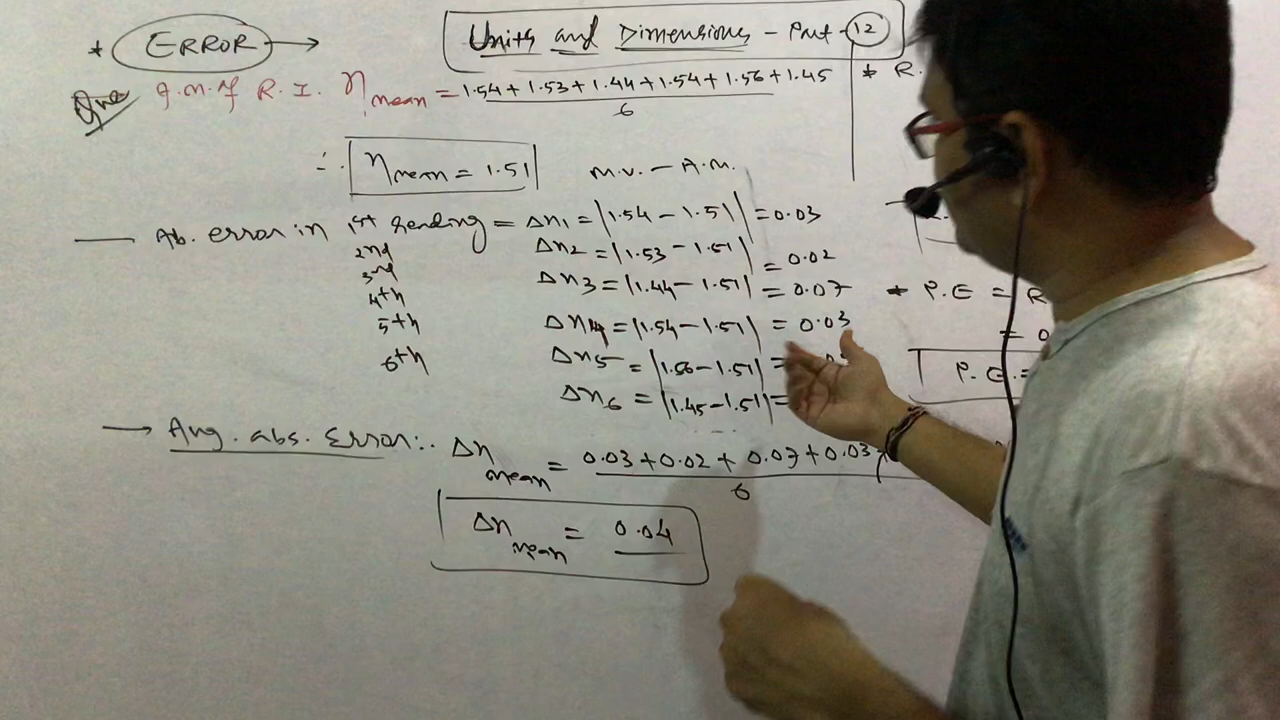 * ERROR →
Units and Dimensions - Part - 12
Que g.m. of R. I. η mean = 1.54 + 1.53 + 1.44 + 1.54 + 1.56 + 1.45
6
* R.
∴ η mean = 1.51
m.v. - A.m.
Ab. error in 1st reading = Δn1 = |1.54 - 1.51| = 0.03
2nd Δn2 = |1.53 - 1.51| = 0.02
3rd Δn3 = |1.44 - 1.51| = 0.07
4th Δn4 = |1.54 - 1.51| = 0.03
5th Δn5 = |1.56 - 1.51| =
6th Δn6 = |1.45 - 1.51| =
* P.E = R
= 0
P.E. =
→ Avg. abs. Error:. Δn mean = 0.03 + 0.02 + 0.07 + 0.03 +
6
Δn mean = 0.04